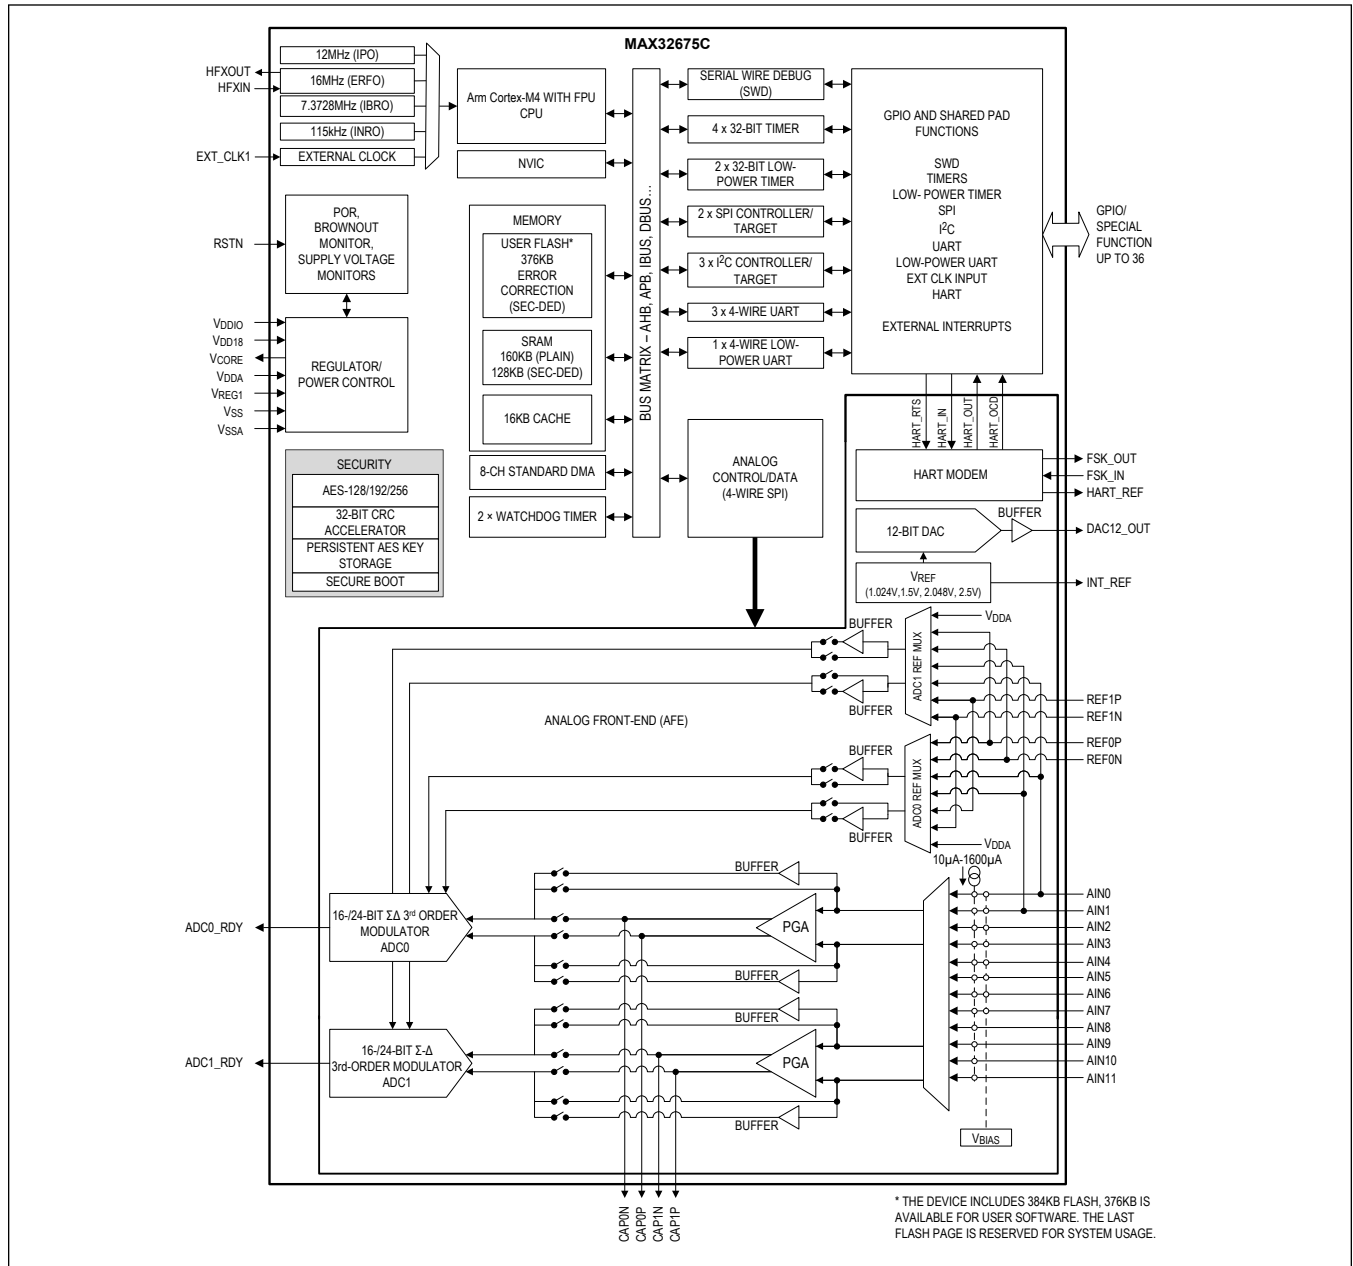 MAX32675C
12MHz (IPO)
HFXOUT
16MHz (ERFO)
HFXIN
7.3728MHz (IBRO)
115kHz (INRO)
EXT_CLK1
EXTERNAL CLOCK
Arm Cortex-M4 WITH FPU
CPU
NVIC
POR,
BROWNOUT
MONITOR,
SUPPLY VOLTAGE
MONITORS
RSTN
VDDIO
VDD18
VCORE
VDDA
VREG1
VSS
VSSA
REGULATOR/
POWER CONTROL
SECURITY
AES-128/192/256
32-BIT CRC
ACCELERATOR
PERSISTENT AES KEY
STORAGE
SECURE BOOT
MEMORY
USER FLASH*
376KB
ERROR
CORRECTION
(SEC-DED)
SRAM
160KB (PLAIN)
128KB (SEC-DED)
16KB CACHE
8-CH STANDARD DMA
2 × WATCHDOG TIMER
BUS MATRIX – AHB, APB, IBUS, DBUS…
SERIAL WIRE DEBUG
(SWD)
4 x 32-BIT TIMER
2 x 32-BIT LOW-
POWER TIMER
2 x SPI CONTROLLER/
TARGET
3 x I2C CONTROLLER/
TARGET
3 x 4-WIRE UART
1 x 4-WIRE LOW-
POWER UART
ANALOG
CONTROL/DATA
(4-WIRE SPI)
GPIO AND SHARED PAD
FUNCTIONS
SWD
TIMERS
LOW- POWER TIMER
SPI
I2C
UART
LOW-POWER UART
EXT CLK INPUT
HART
EXTERNAL INTERRUPTS
GPIO/
SPECIAL
FUNCTION
UP TO 36
HART_RTS
HART_IN
HART_OUT
HART_OCD
HART MODEM
FSK_OUT
FSK_IN
HART_REF
12-BIT DAC
BUFFER
DAC12_OUT
VREF
(1.024V,1.5V, 2.048V, 2.5V)
INT_REF
VDDA
BUFFER
ADC1 REF MUX
BUFFER
REF1P
REF1N
ANALOG FRONT-END (AFE)
REF0P
REF0N
BUFFER
ADC0 REF MUX
BUFFER
VDDA
10µA-1600µA
BUFFER
16-/24-BIT ΣΔ 3rd ORDER
MODULATOR
ADC0
ADC0_RDY
PGA
BUFFER
BUFFER
16-/24-BIT Σ-Δ
3rd-ORDER MODULATOR
ADC1
ADC1_RDY
PGA
BUFFER
AIN0
AIN1
AIN2
AIN3
AIN4
AIN5
AIN6
AIN7
AIN8
AIN9
AIN10
AIN11
VBIAS
CAP0N
CAP0P
CAP1N
CAP1P
* THE DEVICE INCLUDES 384KB FLASH, 376KB IS
AVAILABLE FOR USER SOFTWARE. THE LAST
FLASH PAGE IS RESERVED FOR SYSTEM USAGE.